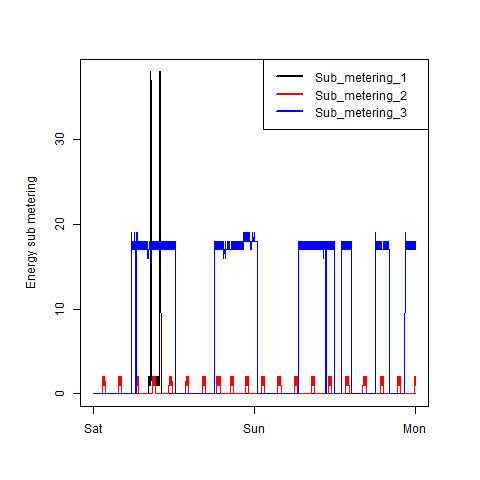 Sub_metering_1
Sub_metering_2
Sub_metering_3
Energy sub metering
30
20
10
0
Sat Sun Mon